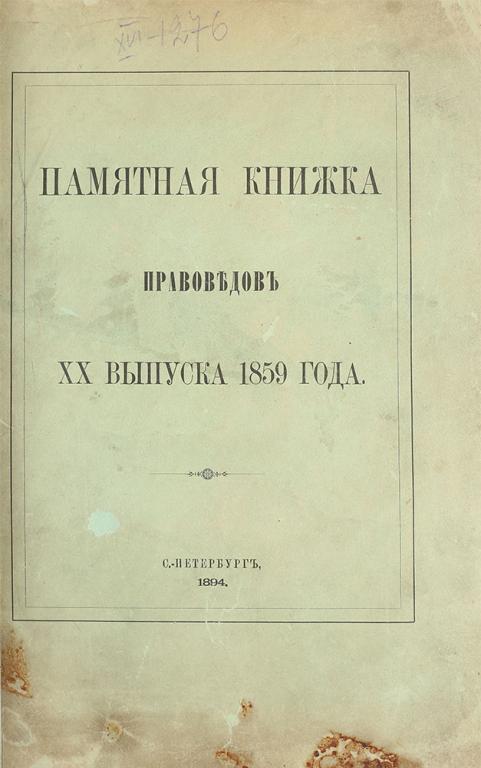 XVI-1276
ПАМЯТНАЯ КНИЖКА
ПРАВОВѢДОВЪ
XX ВЫПУСКА 1859 ГОДА.
С.-ПЕТЕРБУРГЪ,
1894.